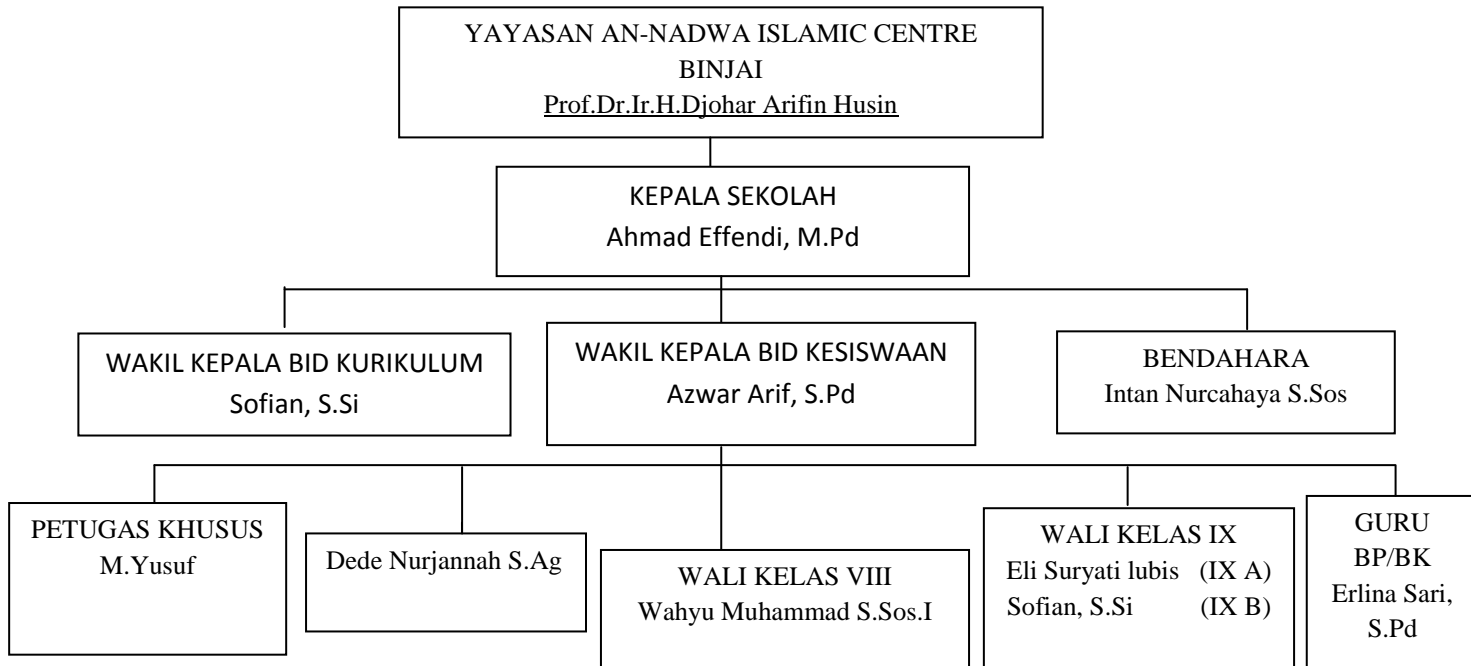 YAYASAN AN-NADWA ISLAMIC CENTRE
BINJAI
Prof.Dr.Ir.H.Djohar Arifin Husin
KEPALA SEKOLAH
Ahmad Effendi, M.Pd
WAKIL KEPALA BID KURIKULUM
Sofian, S.Si
WAKIL KEPALA BID KESISWAAN
Azwar Arif, S.Pd
BENDAHARA
Intan Nurcahaya S.Sos
PETUGAS KHUSUS
M.Yusuf
Dede Nurjannah S.Ag
WALI KELAS VIII
Wahyu Muhammad S.Sos.I
WALI KELAS IX
Eli Suryati lubis (IX A)
Sofian, S.Si (IX B)
GURU
BP/BK
Erlina Sari,
S.Pd